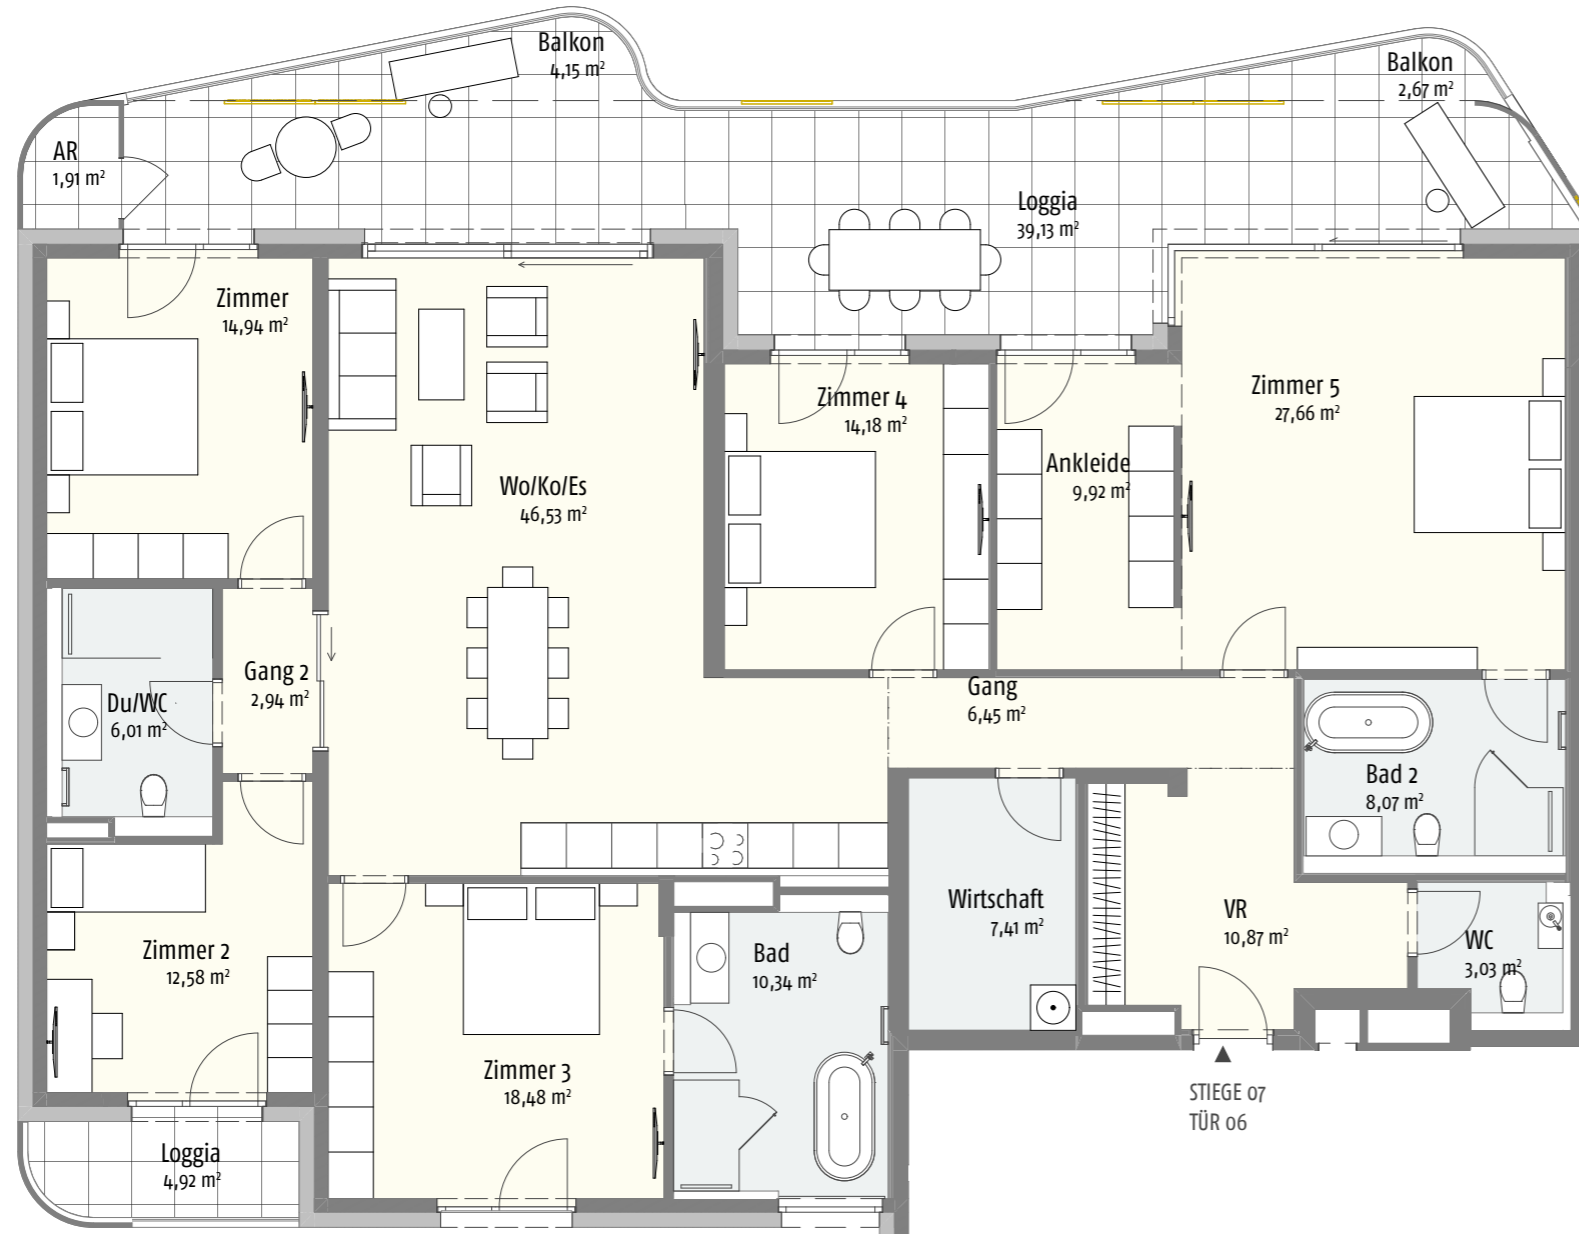 Balkon
4,15 m²
Balkon
2,67 m²
AR
1,91 m²
Loggia
39,13 m²
Zimmer
14,94 m²
Zimmer 4
14,18 m²
Zimmer 5
27,66 m²
Ankleide
9,92 m²
Wo/Ko/Es
46,53 m²
Gang 2
2,94 m²
Du/WC
6,01 m²
Gang
6,45 m²
Bad 2
8,07 m²
Wirtschaft
7,41 m²
VR
10,87 m²
WC
3,03 m²
Zimmer 2
12,58 m²
Bad
10,34 m²
Zimmer 3
18,48 m²
Loggia
4,92 m²
STIEGE 07
TÜR 06